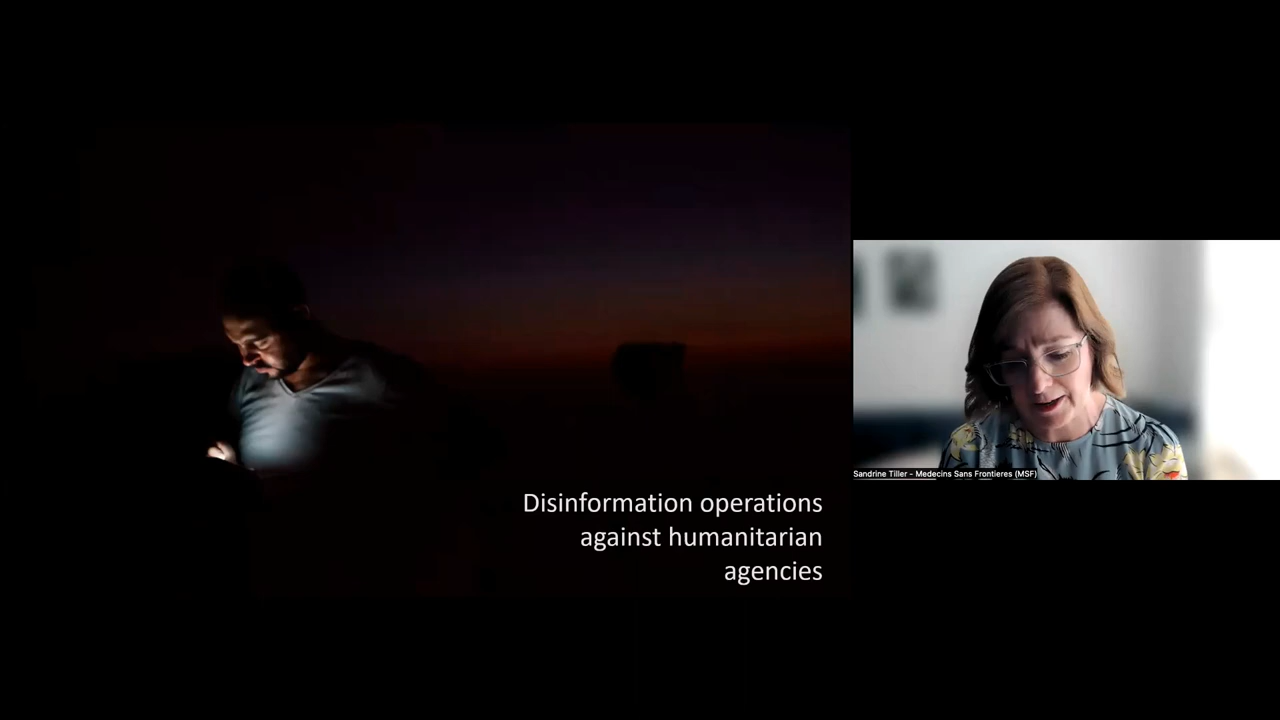 Disinformation operations
against humanitarian
agencies
Sandrine Tiller - Medecins Sans Frontieres (MSF)